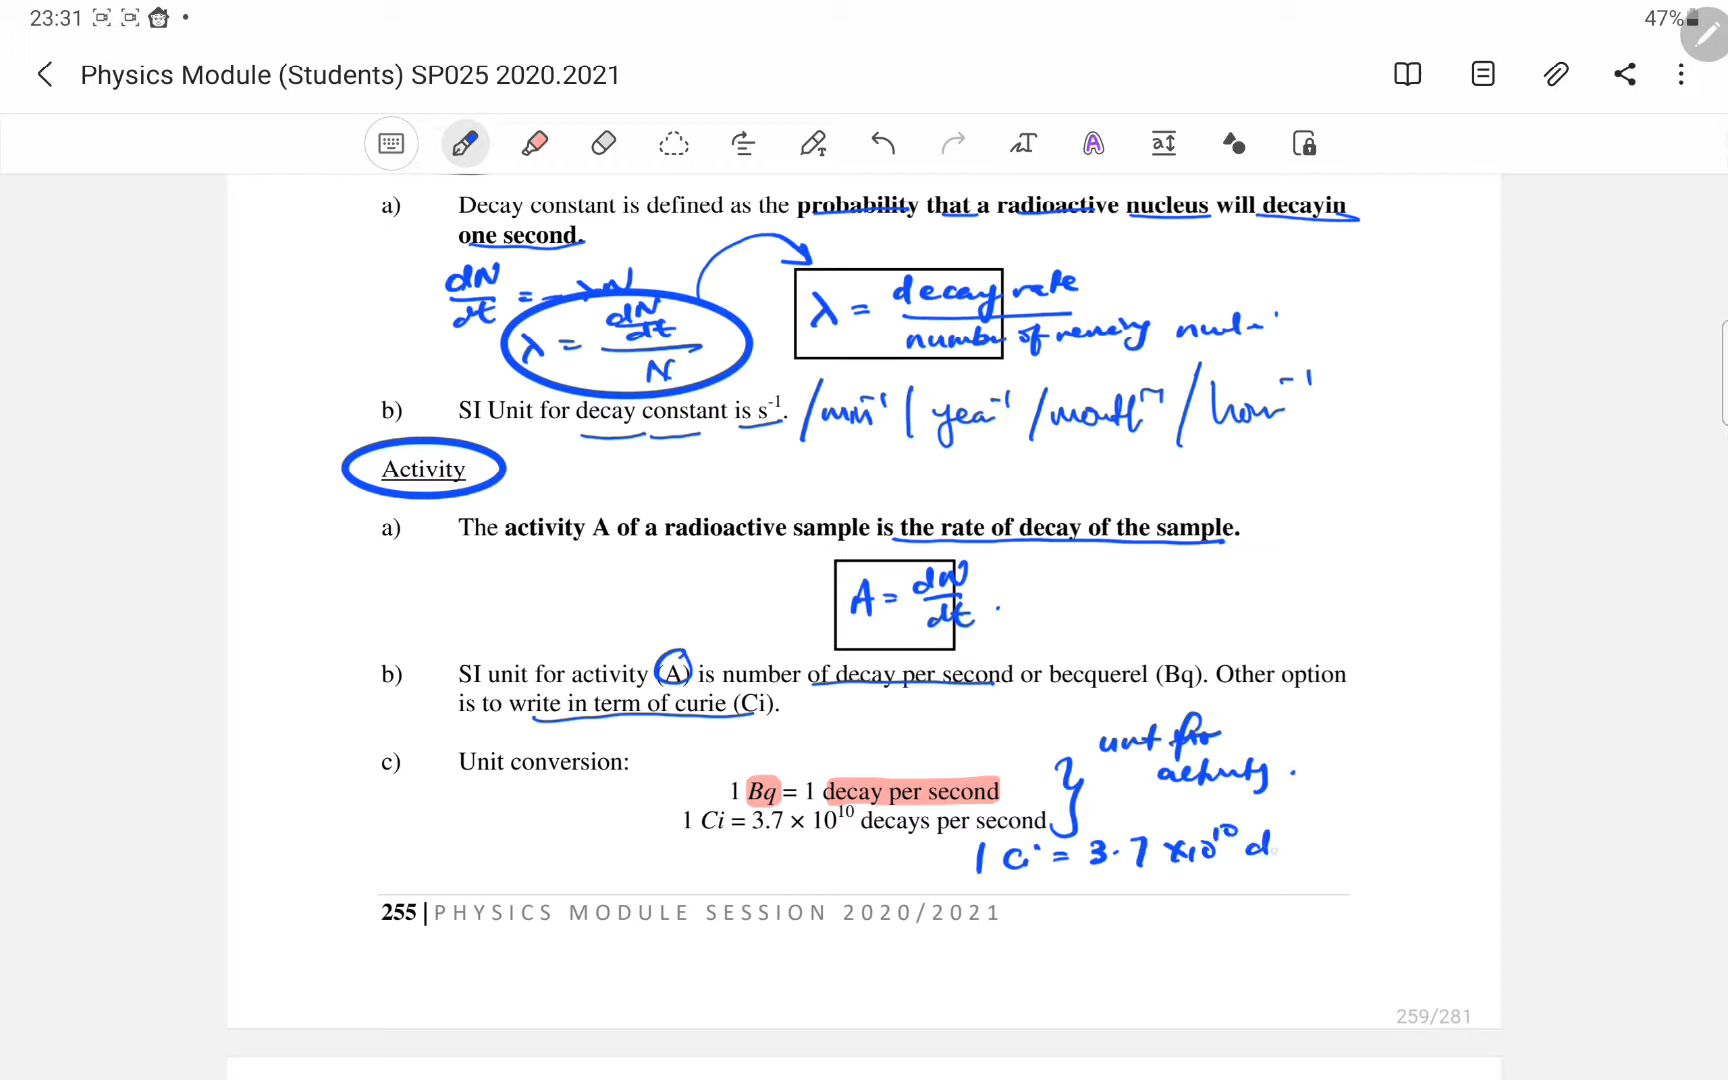 23:31
47%
Physics Module (Students) SP025 2020.2021
a) Decay constant is defined as the probability that a radioactive nucleus will decayin
one second.
dN/dt = -λN
λ = dN/dt / N
λ = decay rate / number of
b) SI Unit for decay constant is s⁻¹. /min⁻¹ / year⁻¹ /month⁻¹ / hour⁻¹
Activity
a) The activity A of a radioactive sample is the rate of decay of the sample.
A = dN/dt .
b) SI unit for activity (A) is number of decay per second or becquerel (Bq). Other option
is to write in term of curie (Ci).
unit for
activity .
c) Unit conversion:
1 Bq = 1 decay per second
1 Ci = 3.7 × 10¹⁰ decays per second
1 Ci = 3.7 ×10¹⁰ d
255 | PHYSICS MODULE SESSION 2020/2021
259/281